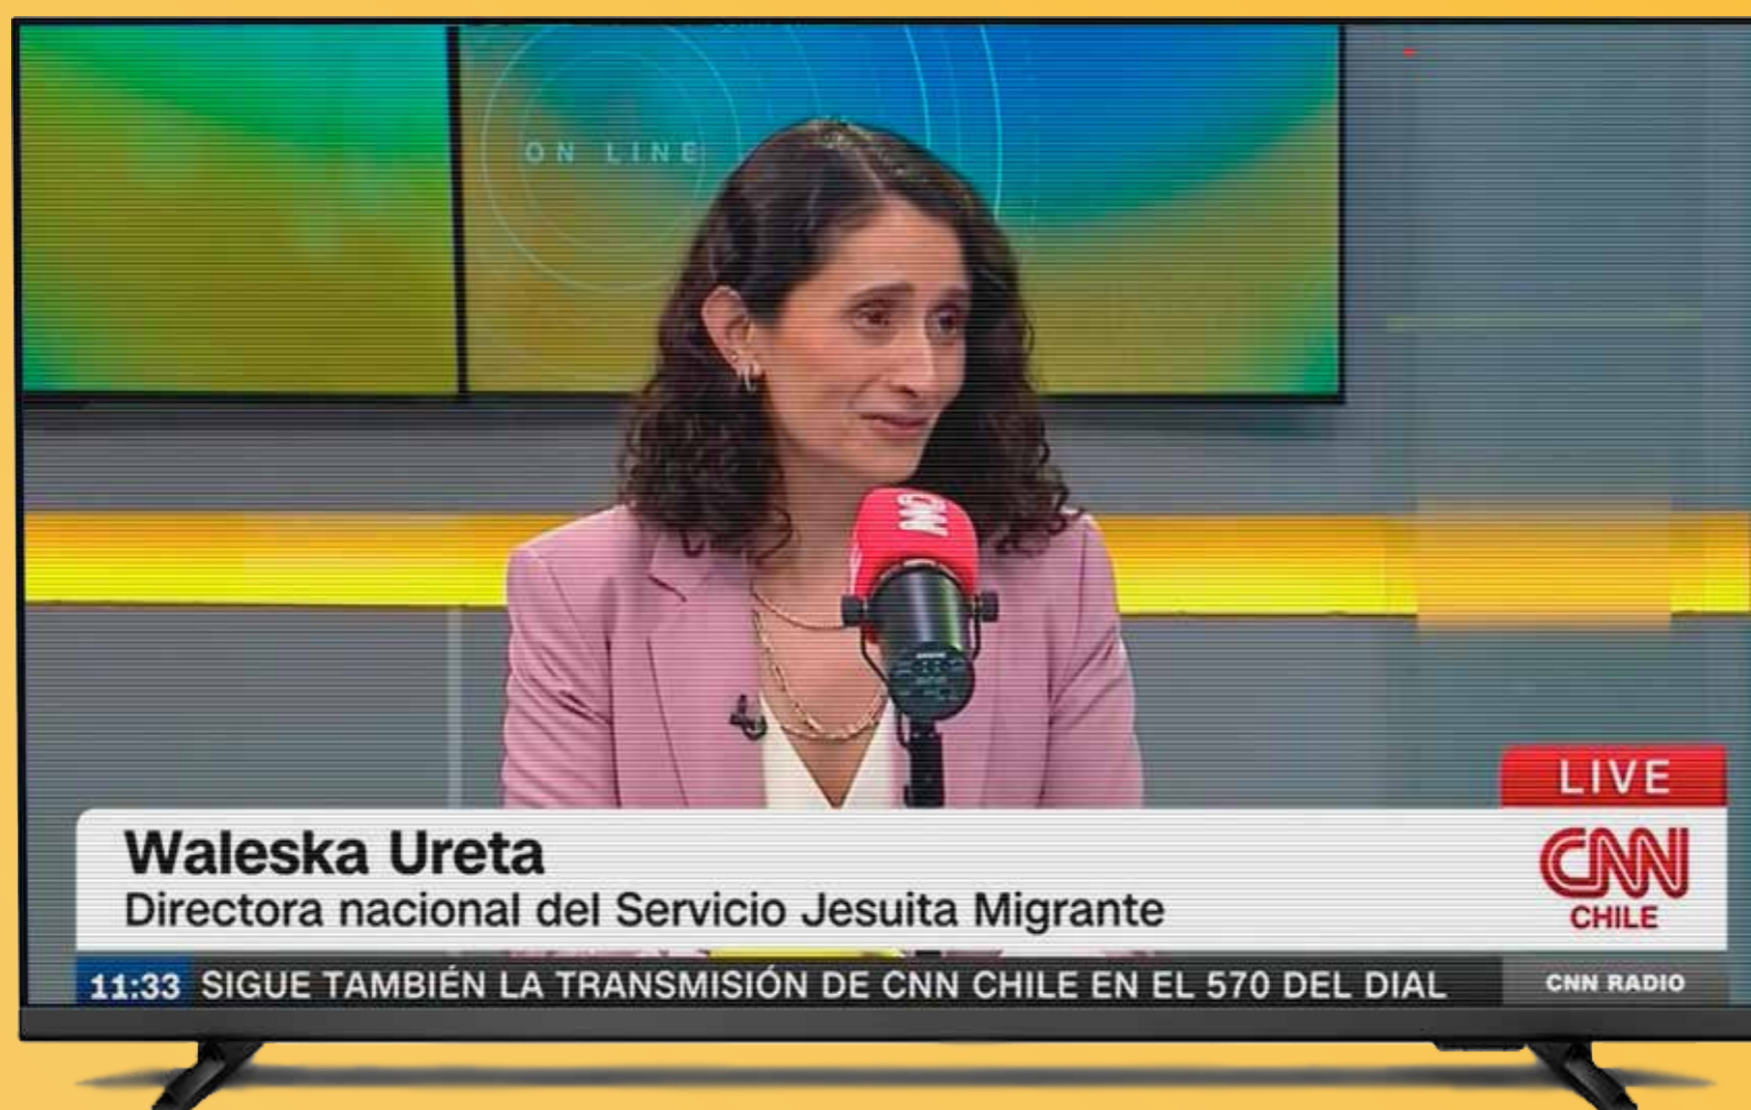 ON LINE
LIVE
Waleska Ureta
Directora nacional del Servicio Jesuita Migrante
CNN
CHILE
11:33 SIGUE TAMBIÉN LA TRANSMISIÓN DE CNN CHILE EN EL 570 DEL DIAL
CNN RADIO